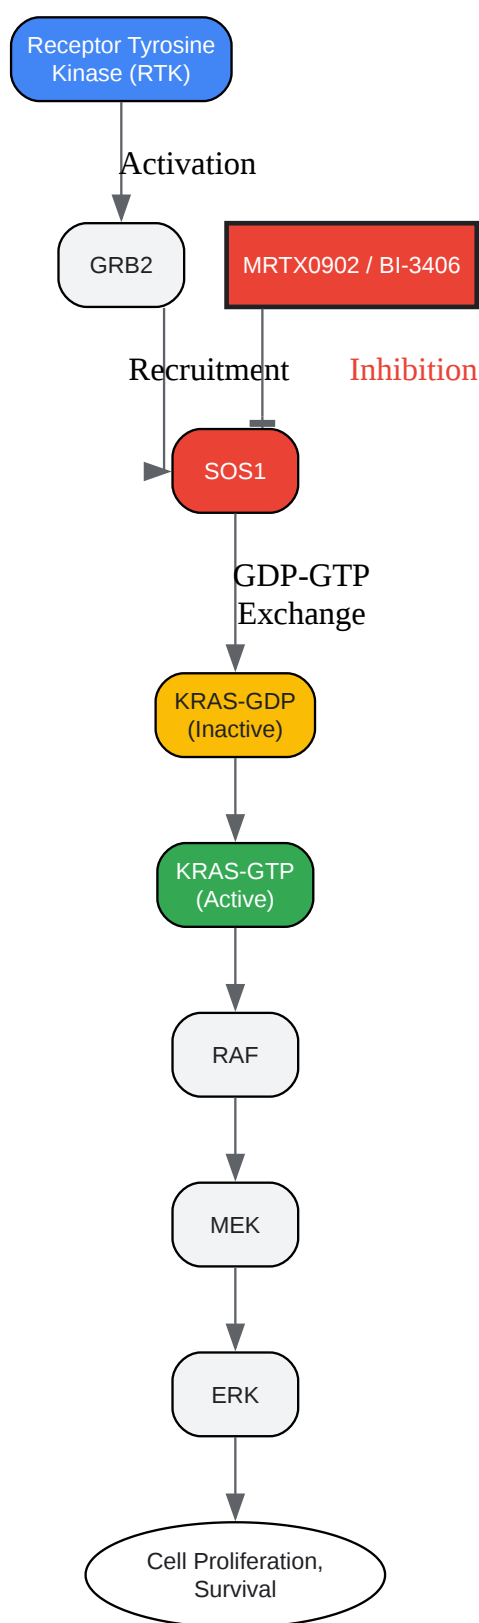 Receptor Tyrosine
Kinase (RTK)
Activation
GRB2
MRTX0902 / BI-3406
Recruitment
Inhibition
SOS1
GDP-GTP
Exchange
KRAS-GDP
(Inactive)
KRAS-GTP
(Active)
RAF
MEK
ERK
Cell Proliferation,
Survival